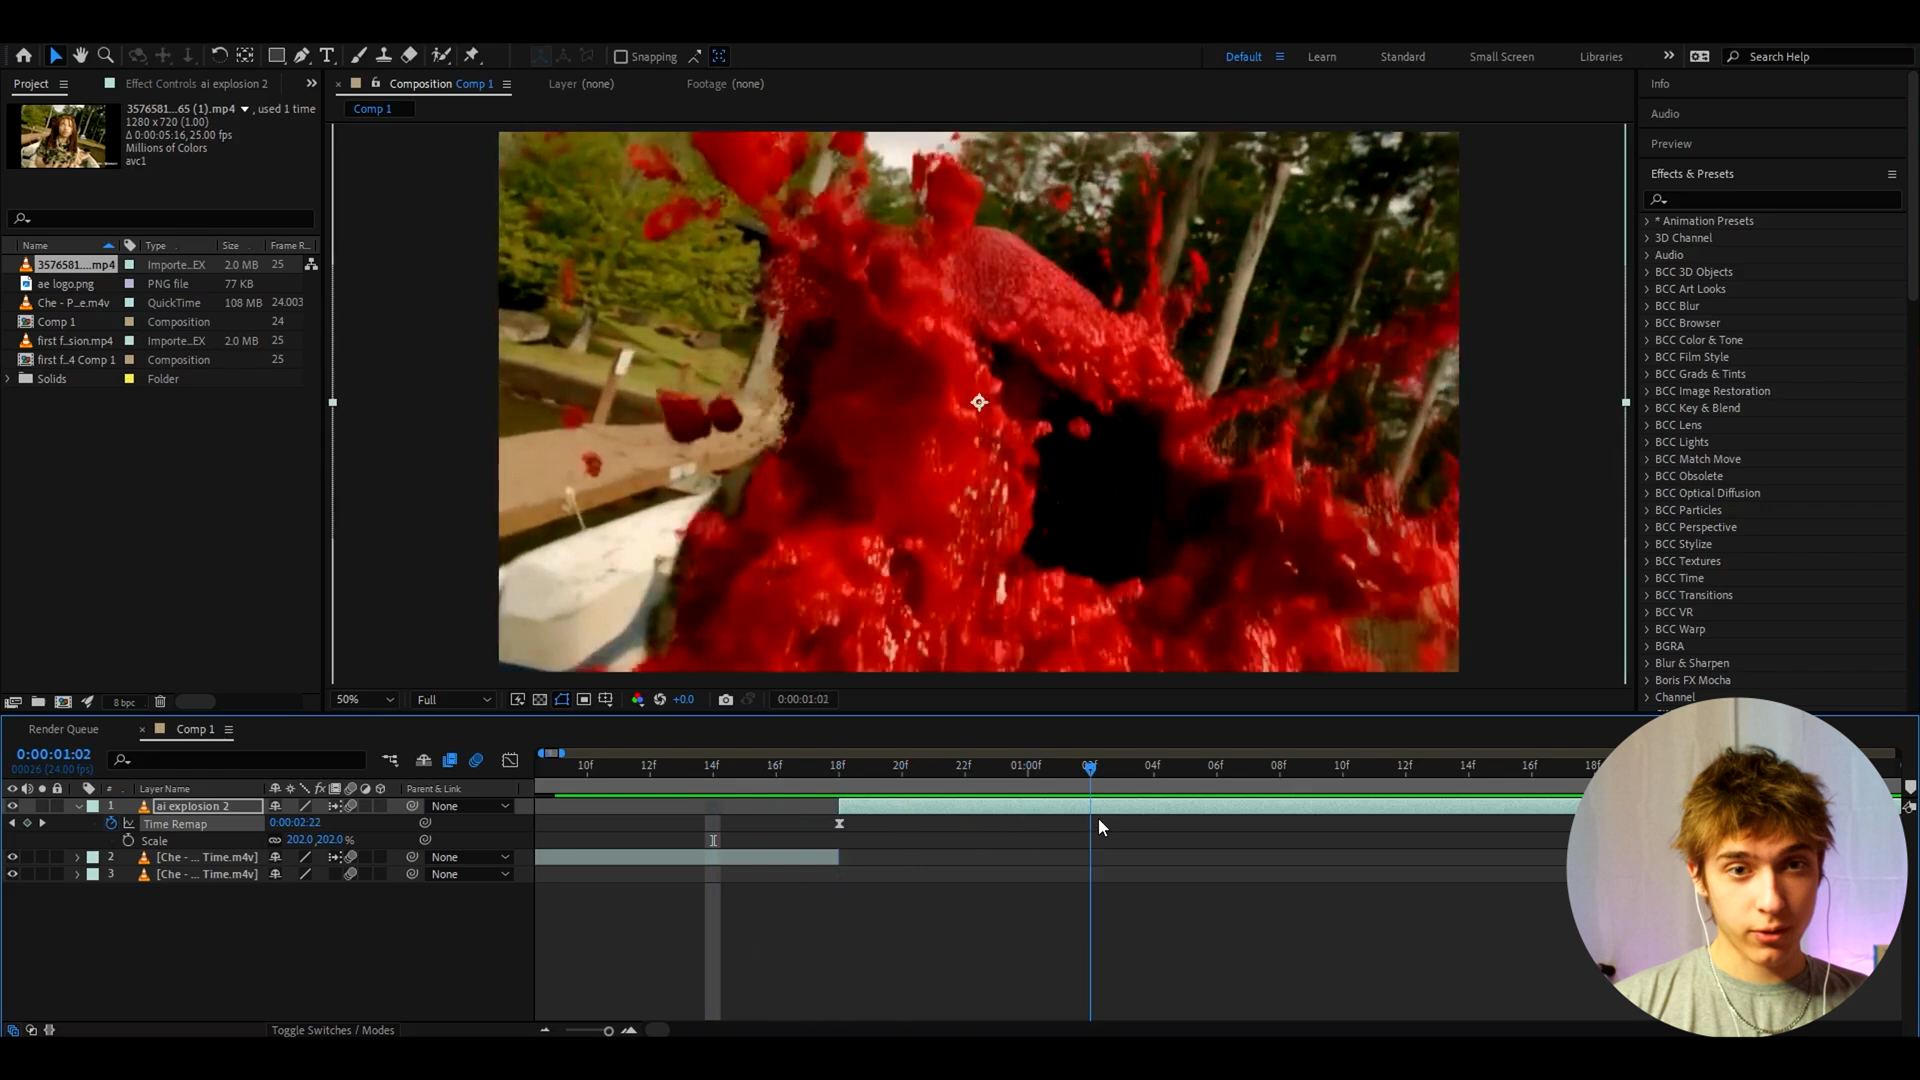 Snapping
Default
Learn
Standard
Small Screen
Libraries
Search Help
Project
Effect Controls ai explosion 2
Composition Comp 1
Layer (none)
Footage (none)
Info
Comp 1
3576581...65 (1).mp4 , used 1 time
1280 x 720 (1.00)
Δ 0:00:05:16, 25.00 fps
Millions of Colors
avc1
Audio
Preview
Effects & Presets
Name Type Size Frame R...
3576581....mp4 Importe...EX 2.0 MB 25
ae logo.png PNG file 77 KB
Che - P...e.m4v QuickTime 108 MB 24.003
Comp 1 Composition 24
first f...sion.mp4 Importe...EX 2.0 MB 25
first f...4 Comp 1 Composition 25
Solids Folder
* Animation Presets
3D Channel
Audio
BCC 3D Objects
BCC Art Looks
BCC Blur
BCC Browser
BCC Color & Tone
BCC Film Style
BCC Grads & Tints
BCC Image Restoration
BCC Key & Blend
BCC Lens
BCC Lights
BCC Match Move
BCC Obsolete
BCC Optical Diffusion
BCC Particles
BCC Perspective
BCC Stylize
BCC Textures
BCC Time
BCC Transitions
BCC VR
BCC Warp
BGRA
Blur & Sharpen
Boris FX Mocha
Channel
8 bpc
50% Full +0.0 0:00:01:02
Render Queue
Comp 1
0:00:01:02
00026 (24.00 fps)
10f 12f 14f 16f 18f 20f 22f 01:00f 02f 04f 06f 08f 10f 12f 14f 16f 18f
# Layer Name Parent & Link
1 ai explosion 2 None
Time Remap 0:00:02:22
Scale 202.0,202.0 %
2 [Che - ... Time.m4v] None
3 [Che - ... Time.m4v] None
Toggle Switches / Modes